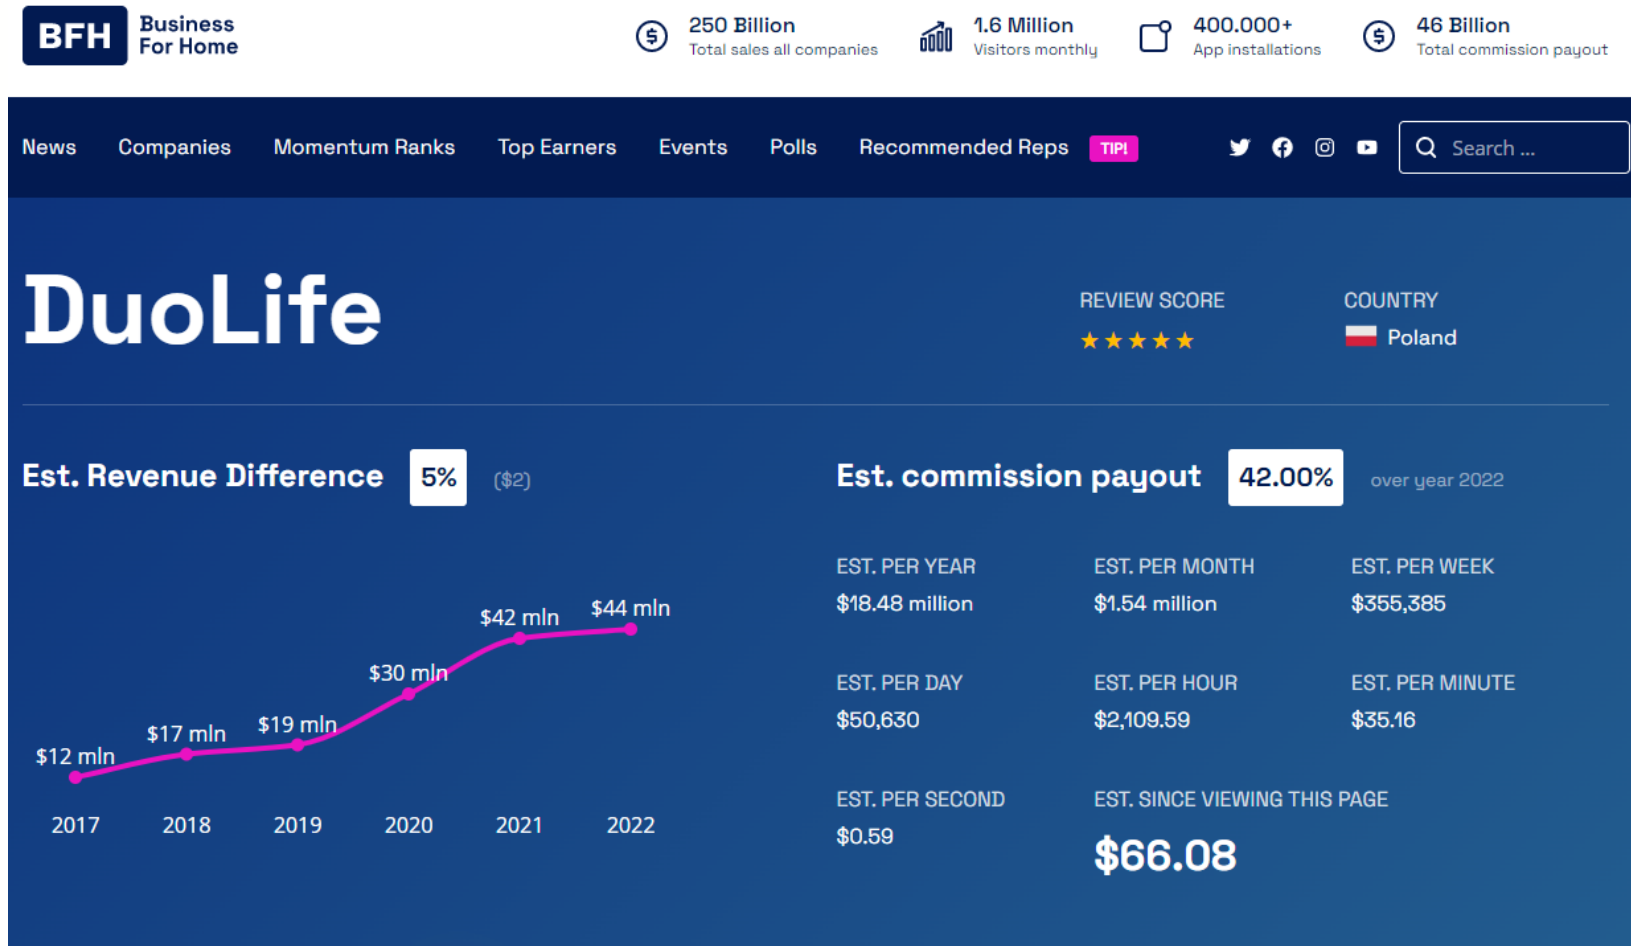 BFH Business
For Home
250 Billion
Total sales all companies
1.6 Million
Visitors monthly
400.000+
App installations
46 Billion
Total commission payout
News Companies Momentum Ranks Top Earners Events Polls Recommended Reps TIP! Search ...
DuoLife
REVIEW SCORE
COUNTRY
Poland
Est. Revenue Difference 5% ($2)
$12 mln
$17 mln
$19 mln
$30 mln
$42 mln
$44 mln
2017 2018 2019 2020 2021 2022
Est. commission payout 42.00% over year 2022
EST. PER YEAR
$18.48 million
EST. PER MONTH
$1.54 million
EST. PER WEEK
$355,385
EST. PER DAY
$50,630
EST. PER HOUR
$2,109.59
EST. PER MINUTE
$35.16
EST. PER SECOND
$0.59
EST. SINCE VIEWING THIS PAGE
$66.08